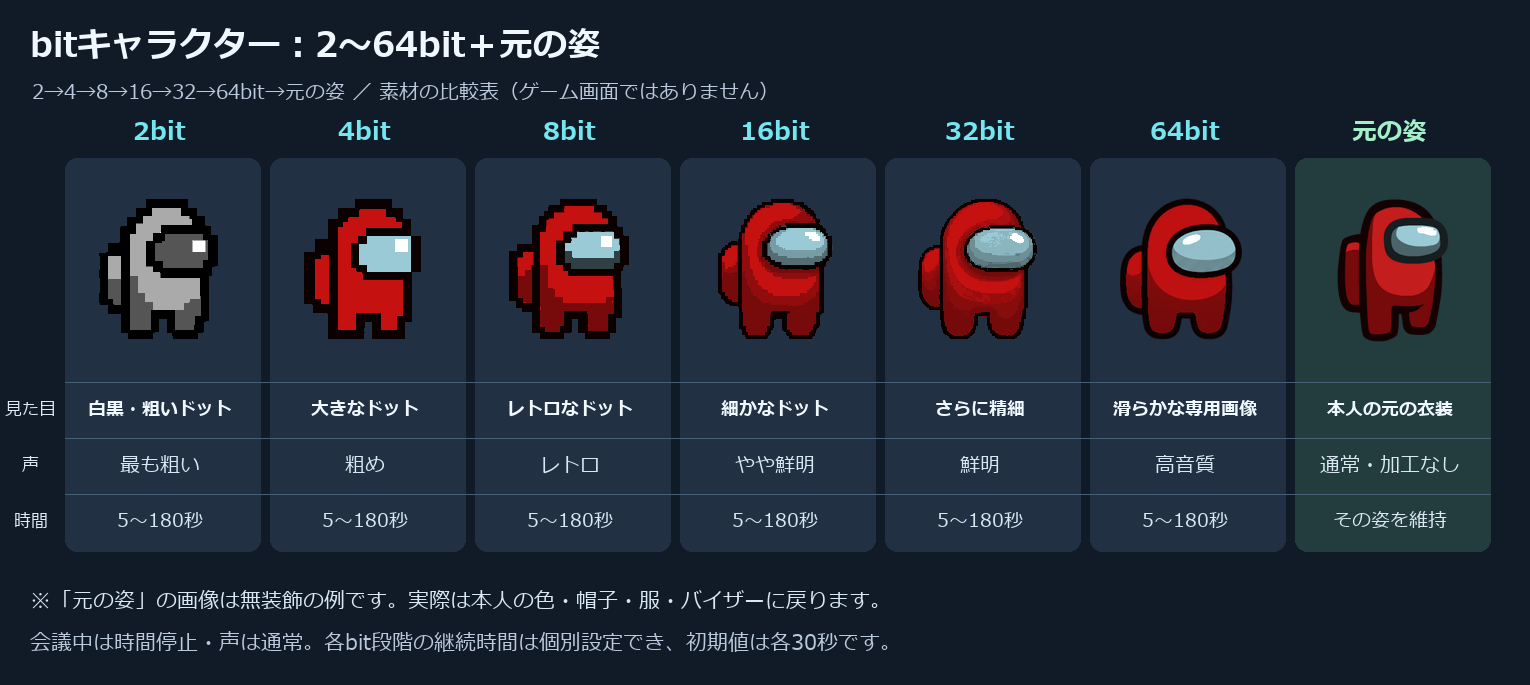 bitキャラクター：2〜64bit＋元の姿
2→4→8→16→32→64bit→元の姿 ／ 素材の比較表（ゲーム画面ではありません）
2bit 4bit 8bit 16bit 32bit 64bit 元の姿
見た目 白黒・粗いドット 大きなドット レトロなドット 細かなドット さらに精細 滑らかな専用画像 本人の元の衣装
声 最も粗い 粗め レトロ やや鮮明 鮮明 高音質 通常・加工なし
時間 5〜180秒 5〜180秒 5〜180秒 5〜180秒 5〜180秒 5〜180秒 その姿を維持
※「元の姿」の画像は無装飾の例です。実際は本人の色・帽子・服・バイザーに戻ります。
会議中は時間停止・声は通常。各bit段階の継続時間は個別設定でき、初期値は各30秒です。